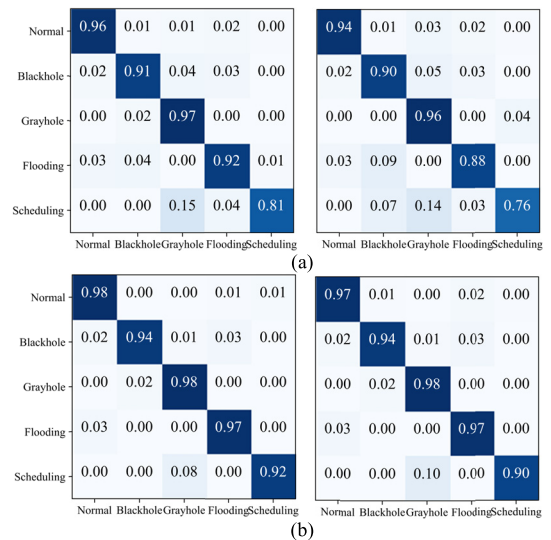 Normal 0.96 0.01 0.01 0.02 0.00 0.94 0.01 0.03 0.02 0.00
Blackhole 0.02 0.91 0.04 0.03 0.00 0.02 0.90 0.05 0.03 0.00
Grayhole 0.00 0.02 0.97 0.00 0.00 0.00 0.00 0.96 0.00 0.04
Flooding 0.03 0.04 0.00 0.92 0.01 0.03 0.09 0.00 0.88 0.00
Scheduling 0.00 0.00 0.15 0.04 0.81 0.00 0.07 0.14 0.03 0.76
Normal Blackhole Grayhole Flooding Scheduling Normal Blackhole Grayhole Flooding Scheduling
(a)
Normal 0.98 0.00 0.00 0.01 0.01 0.97 0.01 0.00 0.02 0.00
Blackhole 0.02 0.94 0.01 0.03 0.00 0.02 0.94 0.01 0.03 0.00
Grayhole 0.00 0.02 0.98 0.00 0.00 0.00 0.02 0.98 0.00 0.00
Flooding 0.03 0.00 0.00 0.97 0.00 0.03 0.00 0.00 0.97 0.00
Scheduling 0.00 0.00 0.08 0.00 0.92 0.00 0.00 0.10 0.00 0.90
Normal Blackhole Grayhole Flooding Scheduling Normal Blackhole Grayhole Flooding Scheduling
(b)